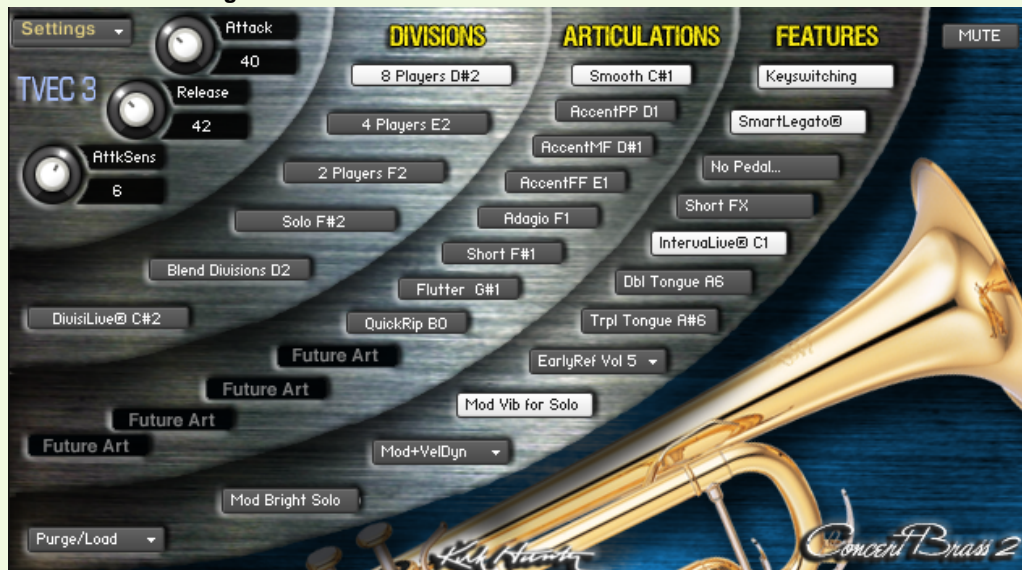 Settings
Attack
40
TVEC 3
Release
42
AttkSens
6
DIVISIONS
8 Players D#2
4 Players E2
2 Players F2
Solo F#2
Blend Divisions D2
DivisiLive® C#2
ARTICULATIONS
Smooth C#1
AccentPP D1
AccentMF D#1
AccentFF E1
Adagio F1
Short F#1
Flutter G#1
QuickRip B0
Future Art
Future Art
Future Art
Future Art
FEATURES
Keyswitching
SmartLegato®
No Pedal...
Short FX
IntervaLive® C1
Dbl Tongue A6
Trpl Tongue A#6
EarlyRef Vol 5
Mod Vib for Solo
Mod+VelDyn
Mod Bright Solo
Purge/Load
MUTE
Kirk Hunter
Concert Brass 2